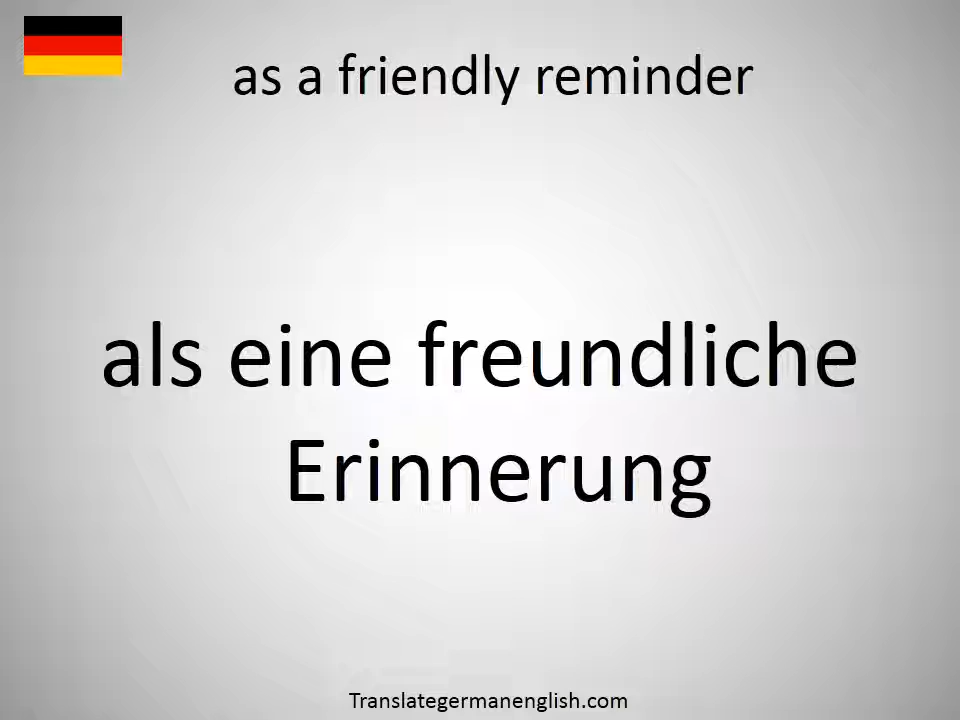 as a friendly reminder
als eine freundliche
Erinnerung
Translategermanenglish.com